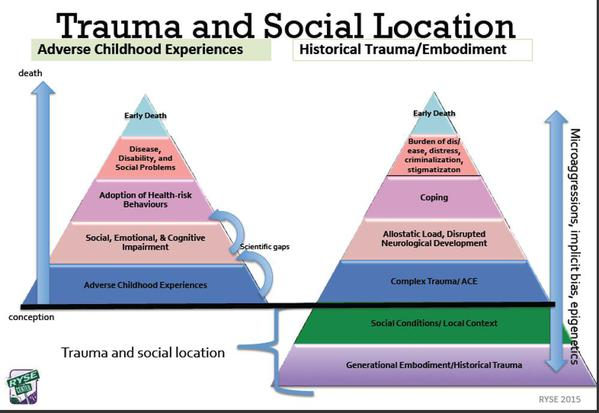 Trauma and Social Location
Adverse Childhood Experiences
Historical Trauma/Embodiment
death
Early Death
Disease,
Disability, and
Social Problems
Adoption of Health-risk
Behaviours
Social, Emotional, & Cognitive
Impairment
Adverse Childhood Experiences
Scientific gaps
conception
Early Death
Burden of dis/
ease, distress,
criminalization,
stigmatizaton
Coping
Allostatic Load, Disrupted
Neurological Development
Complex Trauma/ ACE
Social Conditions/ Local Context
Generational Embodiment/Historical Trauma
Microaggressions, implicit bias, epigenetics
Trauma and social location
RYSE
CENTER
RYSE 2015